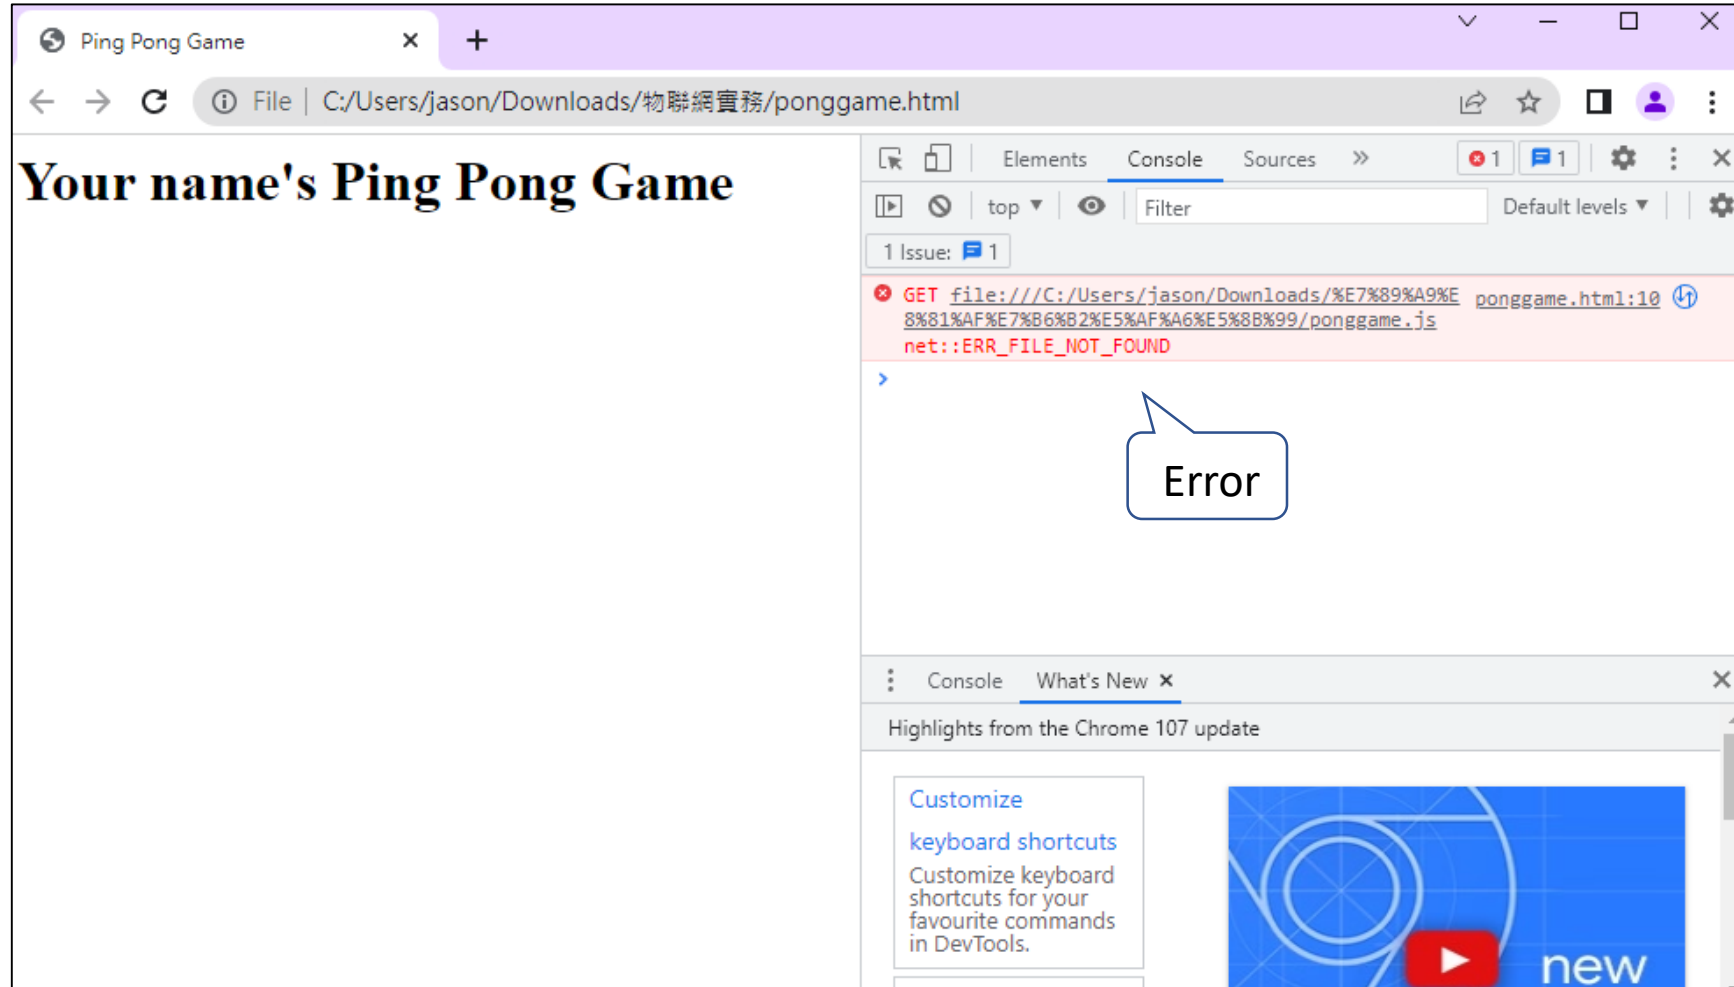 Ping Pong Game
File | C:/Users/jason/Downloads/物聯網實務/ponggame.html
Your name's Ping Pong Game
Elements Console Sources 1 1
top Filter Default levels
1 Issue: 1
GET file:///C:/Users/jason/Downloads/%E7%89%A9%E ponggame.html:10
8%81%AF%E7%B6%B2%E5%AF%A6%E5%8B%99/ponggame.js
net::ERR_FILE_NOT_FOUND
Error
Console What's New
Highlights from the Chrome 107 update
Customize
keyboard shortcuts
Customize keyboard
shortcuts for your
favourite commands
in DevTools.
new